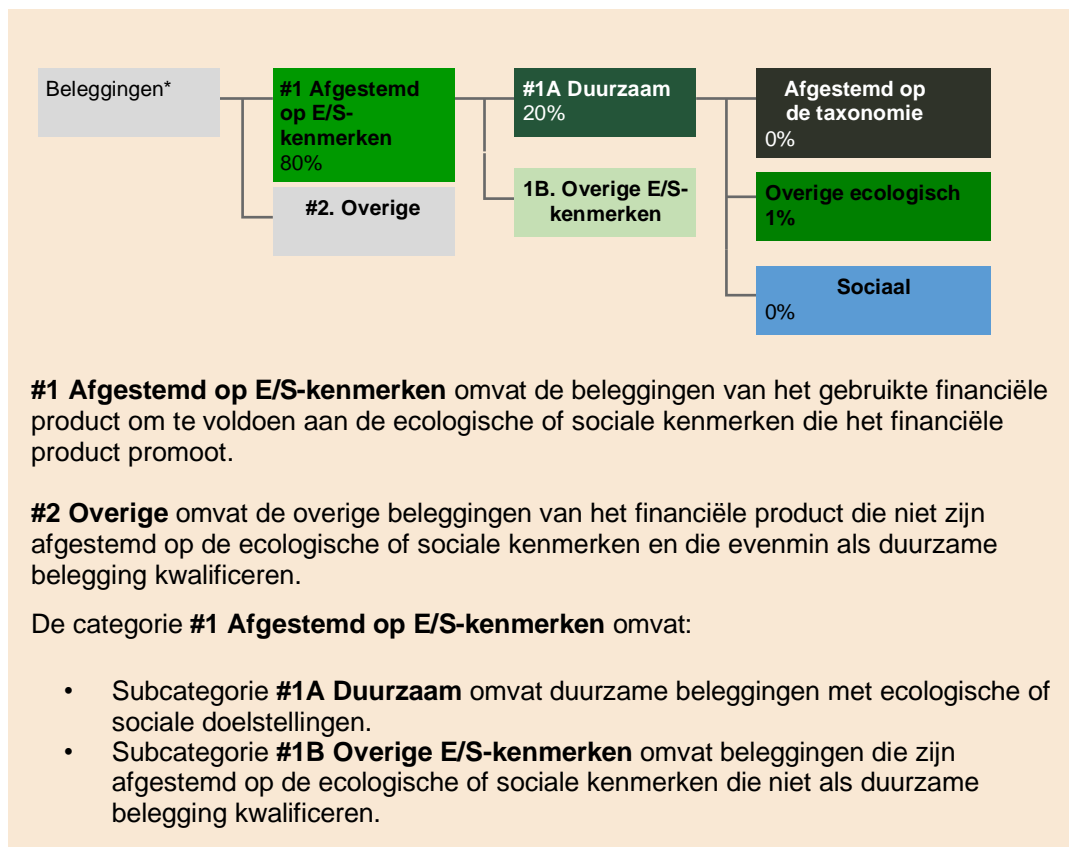 Beleggingen*
#1 Afgestemd
op E/S-
kenmerken
80%
#2. Overige
#1A Duurzaam
20%
1B. Overige E/S-
kenmerken
Afgestemd op
de taxonomie
0%
Overige ecologisch
1%
Sociaal
0%
#1 Afgestemd op E/S-kenmerken omvat de beleggingen van het gebruikte financiële
product om te voldoen aan de ecologische of sociale kenmerken die het financiële
product promoot.
#2 Overige omvat de overige beleggingen van het financiële product die niet zijn
afgestemd op de ecologische of sociale kenmerken en die evenmin als duurzame
belegging kwalificeren.
De categorie #1 Afgestemd op E/S-kenmerken omvat:
• Subcategorie #1A Duurzaam omvat duurzame beleggingen met ecologische of
sociale doelstellingen.
• Subcategorie #1B Overige E/S-kenmerken omvat beleggingen die zijn
afgestemd op de ecologische of sociale kenmerken die niet als duurzame
belegging kwalificeren.